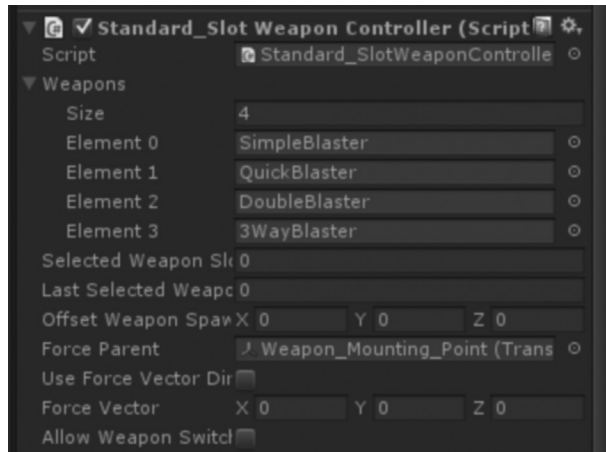 Standard_Slot Weapon Controller (Script
Script Standard_SlotWeaponControlle
Weapons
Size 4
Element 0 SimpleBlaster
Element 1 QuickBlaster
Element 2 DoubleBlaster
Element 3 3WayBlaster
Selected Weapon Slo 0
Last Selected Weapo 0
Offset Weapon Spaw X 0 Y 0 Z 0
Force Parent Weapon_Mounting_Point (Trans
Use Force Vector Dir
Force Vector X 0 Y 0 Z 0
Allow Weapon Switch